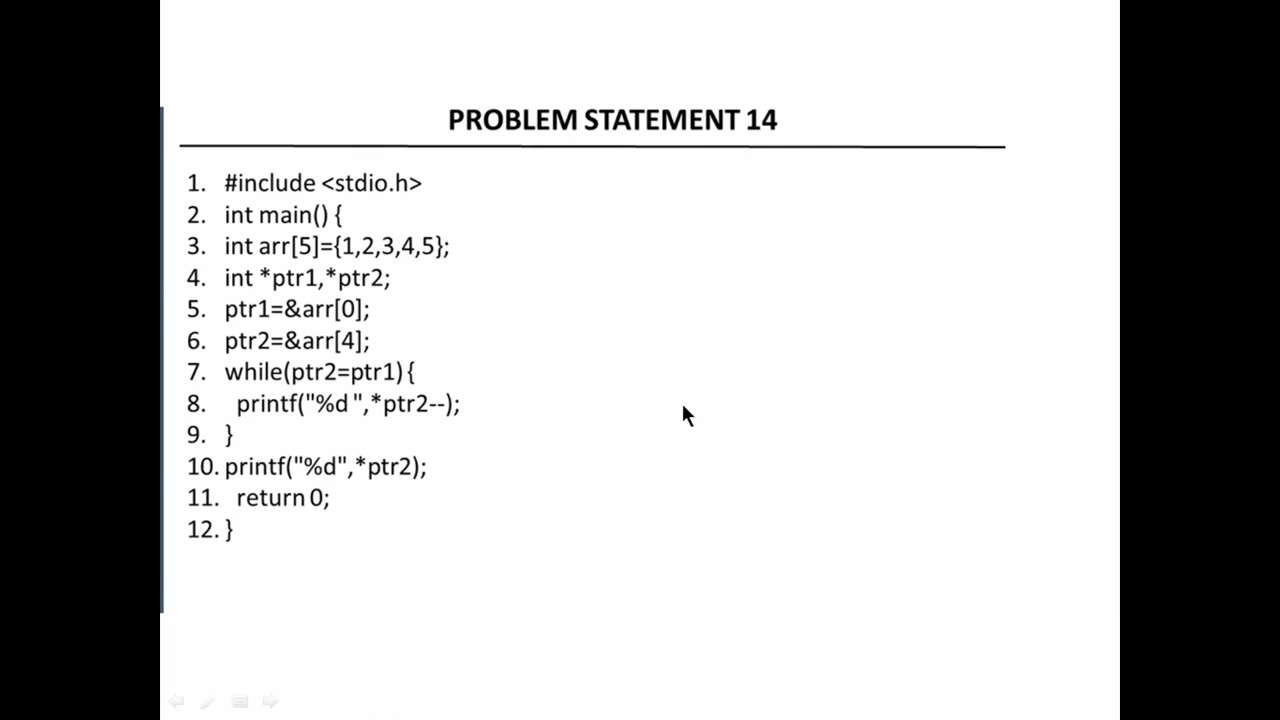 PROBLEM STATEMENT 14
1. #include <stdio.h>
2. int main() {
3. int arr[5]={1,2,3,4,5};
4. int *ptr1,*ptr2;
5. ptr1=&arr[0];
6. ptr2=&arr[4];
7. while(ptr2=ptr1) {
8. printf("%d ",*ptr2--);
9. }
10. printf("%d",*ptr2);
11. return 0;
12. }